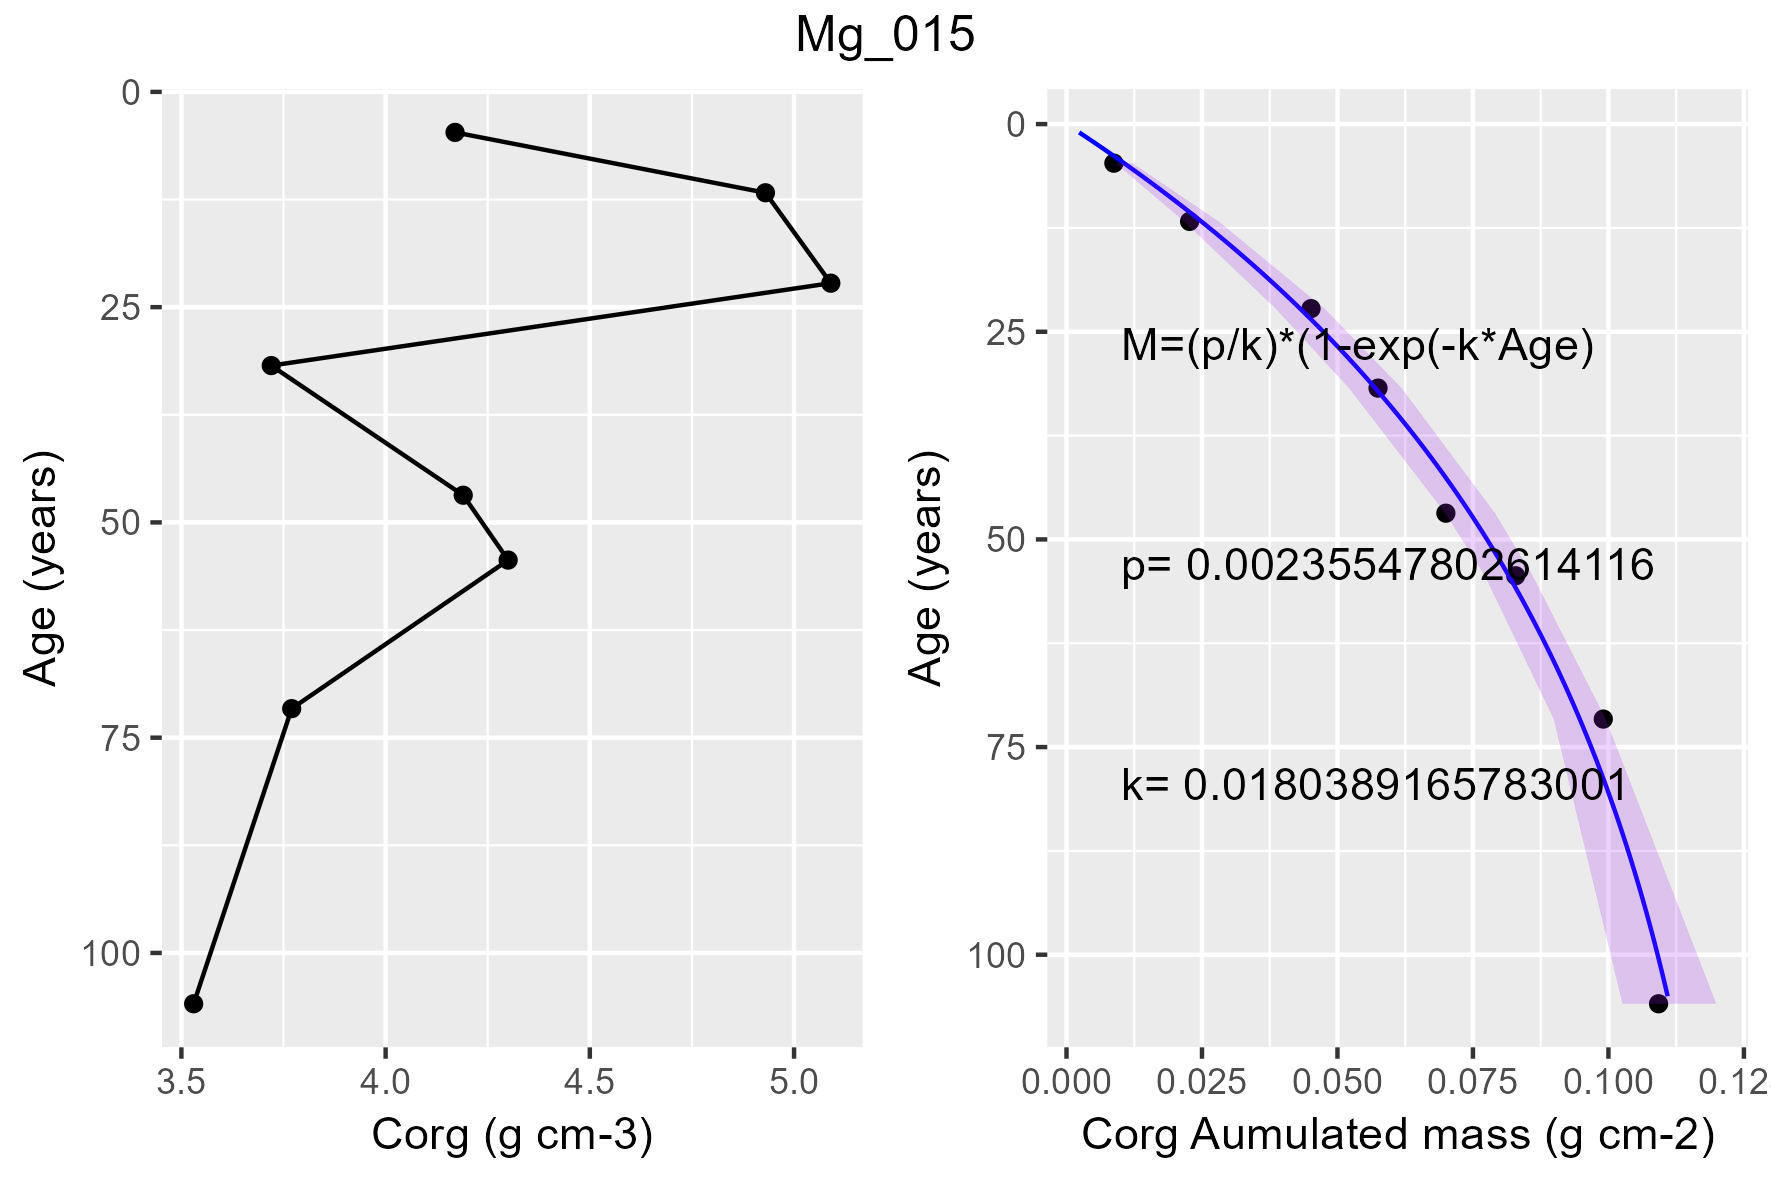 Mg_015
0
25
50
75
100
Age (years)
3.5 4.0 4.5 5.0
Corg (g cm-3)
0
25
50
75
100
Age (years)
M=(p/k)*(1-exp(-k*Age)
p= 0.00235547802614116
k= 0.0180389165783001
0.000 0.025 0.050 0.075 0.100 0.12
Corg Aumulated mass (g cm-2)